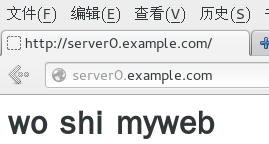 文件(F) 编辑(E) 查看(V) 历史(S)
http://server0.example.com/
server0.example.com
wo shi myweb